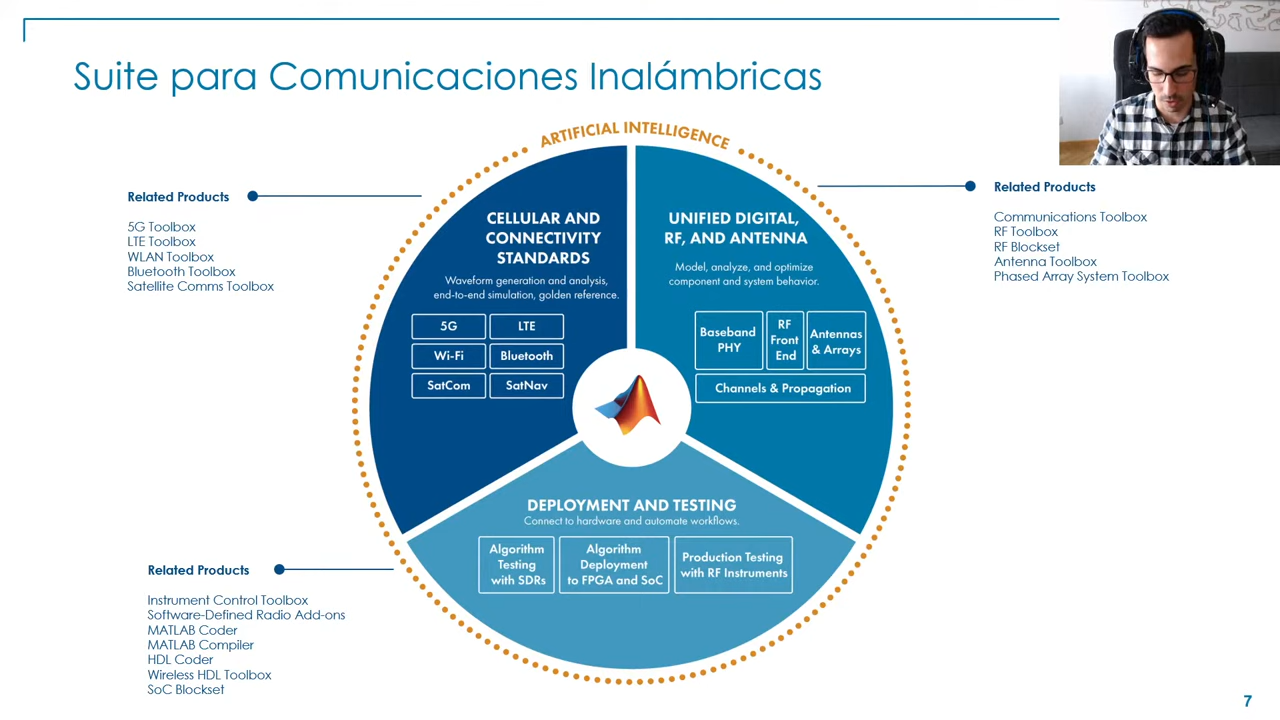 Suite para Comunicaciones Inalámbricas
ARTIFICIAL INTELLIGENCE
Related Products
5G Toolbox
LTE Toolbox
WLAN Toolbox
Bluetooth Toolbox
Satellite Comms Toolbox
CELLULAR AND
CONNECTIVITY
STANDARDS
Waveform generation and analysis,
end-to-end simulation, golden reference.
5G
LTE
Wi-Fi
Bluetooth
SatCom
SatNav
UNIFIED DIGITAL,
RF, AND ANTENNA
Model, analyze, and optimize
component and system behavior.
Baseband
PHY
RF
Front
End
Antennas
& Arrays
Channels & Propagation
Related Products
Communications Toolbox
RF Toolbox
RF Blockset
Antenna Toolbox
Phased Array System Toolbox
DEPLOYMENT AND TESTING
Connect to hardware and automate workflows.
Algorithm
Testing
with SDRs
Algorithm
Deployment
to FPGA and SoC
Production Testing
with RF Instruments
Related Products
Instrument Control Toolbox
Software-Defined Radio Add-ons
MATLAB Coder
MATLAB Compiler
HDL Coder
Wireless HDL Toolbox
SoC Blockset
7